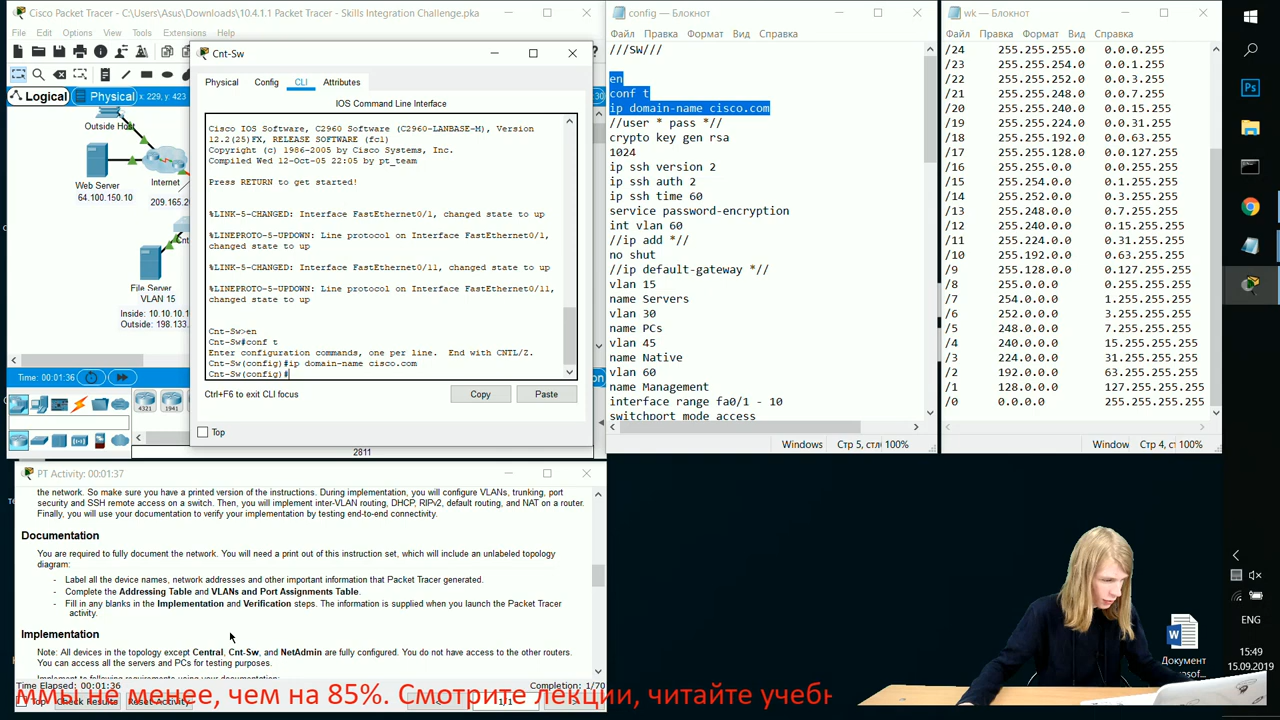 Cisco Packet Tracer - C:\Users\Asus\Downloads\10.4.1.1 Packet Tracer - Skills Integration Challenge.pka
File Edit Options View Tools Extensions Help
Logical
Physical
x: 229, y: 423
Outside Host
Web Server
64.100.150.10
Internet
209.165.20
File Server
VLAN 15
Inside: 10.10.10.1
Outside: 198.133.
Time: 00:01:36
4321
1941
2811
Cnt-Sw
Physical
Config
CLI
Attributes
IOS Command Line Interface
Cisco IOS Software, C2960 Software (C2960-LANBASE-M), Version
12.2(25)FX, RELEASE SOFTWARE (fc1)
Copyright (c) 1986-2005 by Cisco Systems, Inc.
Compiled Wed 12-Oct-05 22:05 by pt_team
Press RETURN to get started!
%LINK-5-CHANGED: Interface FastEthernet0/1, changed state to up
%LINEPROTO-5-UPDOWN: Line protocol on Interface FastEthernet0/1,
changed state to up
%LINK-5-CHANGED: Interface FastEthernet0/11, changed state to up
%LINEPROTO-5-UPDOWN: Line protocol on Interface FastEthernet0/11,
changed state to up
Cnt-Sw>en
Cnt-Sw#conf t
Enter configuration commands, one per line. End with CNTL/Z.
Cnt-Sw(config)#ip domain-name cisco.com
Cnt-Sw(config)#
Ctrl+F6 to exit CLI focus
Copy
Paste
Top
config — Блокнот
Файл Правка Формат Вид Справка
///SW///
en
conf t
ip domain-name cisco.com
//user * pass *//
crypto key gen rsa
1024
ip ssh version 2
ip ssh auth 2
ip ssh time 60
service password-encryption
int vlan 60
//ip add *//
no shut
//ip default-gateway *//
vlan 15
name Servers
vlan 30
name PCs
vlan 45
name Native
vlan 60
name Management
interface range fa0/1 - 10
switchport mode access
Windows
Стр 5, стлб
100%
wk — Блокнот
Файл Правка Формат Вид Справка
/24 255.255.255.0 0.0.0.255
/23 255.255.254.0 0.0.1.255
/22 255.255.252.0 0.0.3.255
/21 255.255.248.0 0.0.7.255
/20 255.255.240.0 0.0.15.255
/19 255.255.224.0 0.0.31.255
/18 255.255.192.0 0.0.63.255
/17 255.255.128.0 0.0.127.255
/16 255.255.0.0 0.0.255.255
/15 255.254.0.0 0.1.255.255
/14 255.252.0.0 0.3.255.255
/13 255.248.0.0 0.7.255.255
/12 255.240.0.0 0.15.255.255
/11 255.224.0.0 0.31.255.255
/10 255.192.0.0 0.63.255.255
/9 255.128.0.0 0.127.255.255
/8 255.0.0.0 0.255.255.255
/7 254.0.0.0 1.255.255.255
/6 252.0.0.0 3.255.255.255
/5 248.0.0.0 7.255.255.255
/4 240.0.0.0 15.255.255.255
/3 224.0.0.0 31.255.255.255
/2 192.0.0.0 63.255.255.255
/1 128.0.0.0 127.255.255.255
/0 0.0.0.0 255.255.255.255
Window
Стр 4, ст
100%
PT Activity: 00:01:37
the network. So make sure you have a printed version of the instructions. During implementation, you will configure VLANs, trunking, port
security and SSH remote access on a switch. Then, you will implement inter-VLAN routing, DHCP, RIPv2, default routing, and NAT on a router.
Finally, you will use your documentation to verify your implementation by testing end-to-end connectivity.
Documentation
You are required to fully document the network. You will need a print out of this instruction set, which will include an unlabeled topology
diagram:
- Label all the device names, network addresses and other important information that Packet Tracer generated.
- Complete the Addressing Table and VLANs and Port Assignments Table.
- Fill in any blanks in the Implementation and Verification steps. The information is supplied when you launch the Packet Tracer
activity.
Implementation
Note: All devices in the topology except Central, Cnt-Sw, and NetAdmin are fully configured. You do not have access to the other routers.
You can access all the servers and PCs for testing purposes.
Time Elapsed: 00:01:36
Completion: 1/70
Top
Check Results
Reset Activity
1/1
ммы не менее, чем на 85%. Смотрите лекции, читайте учебн
Документ
ENG
15:49
15.09.2019